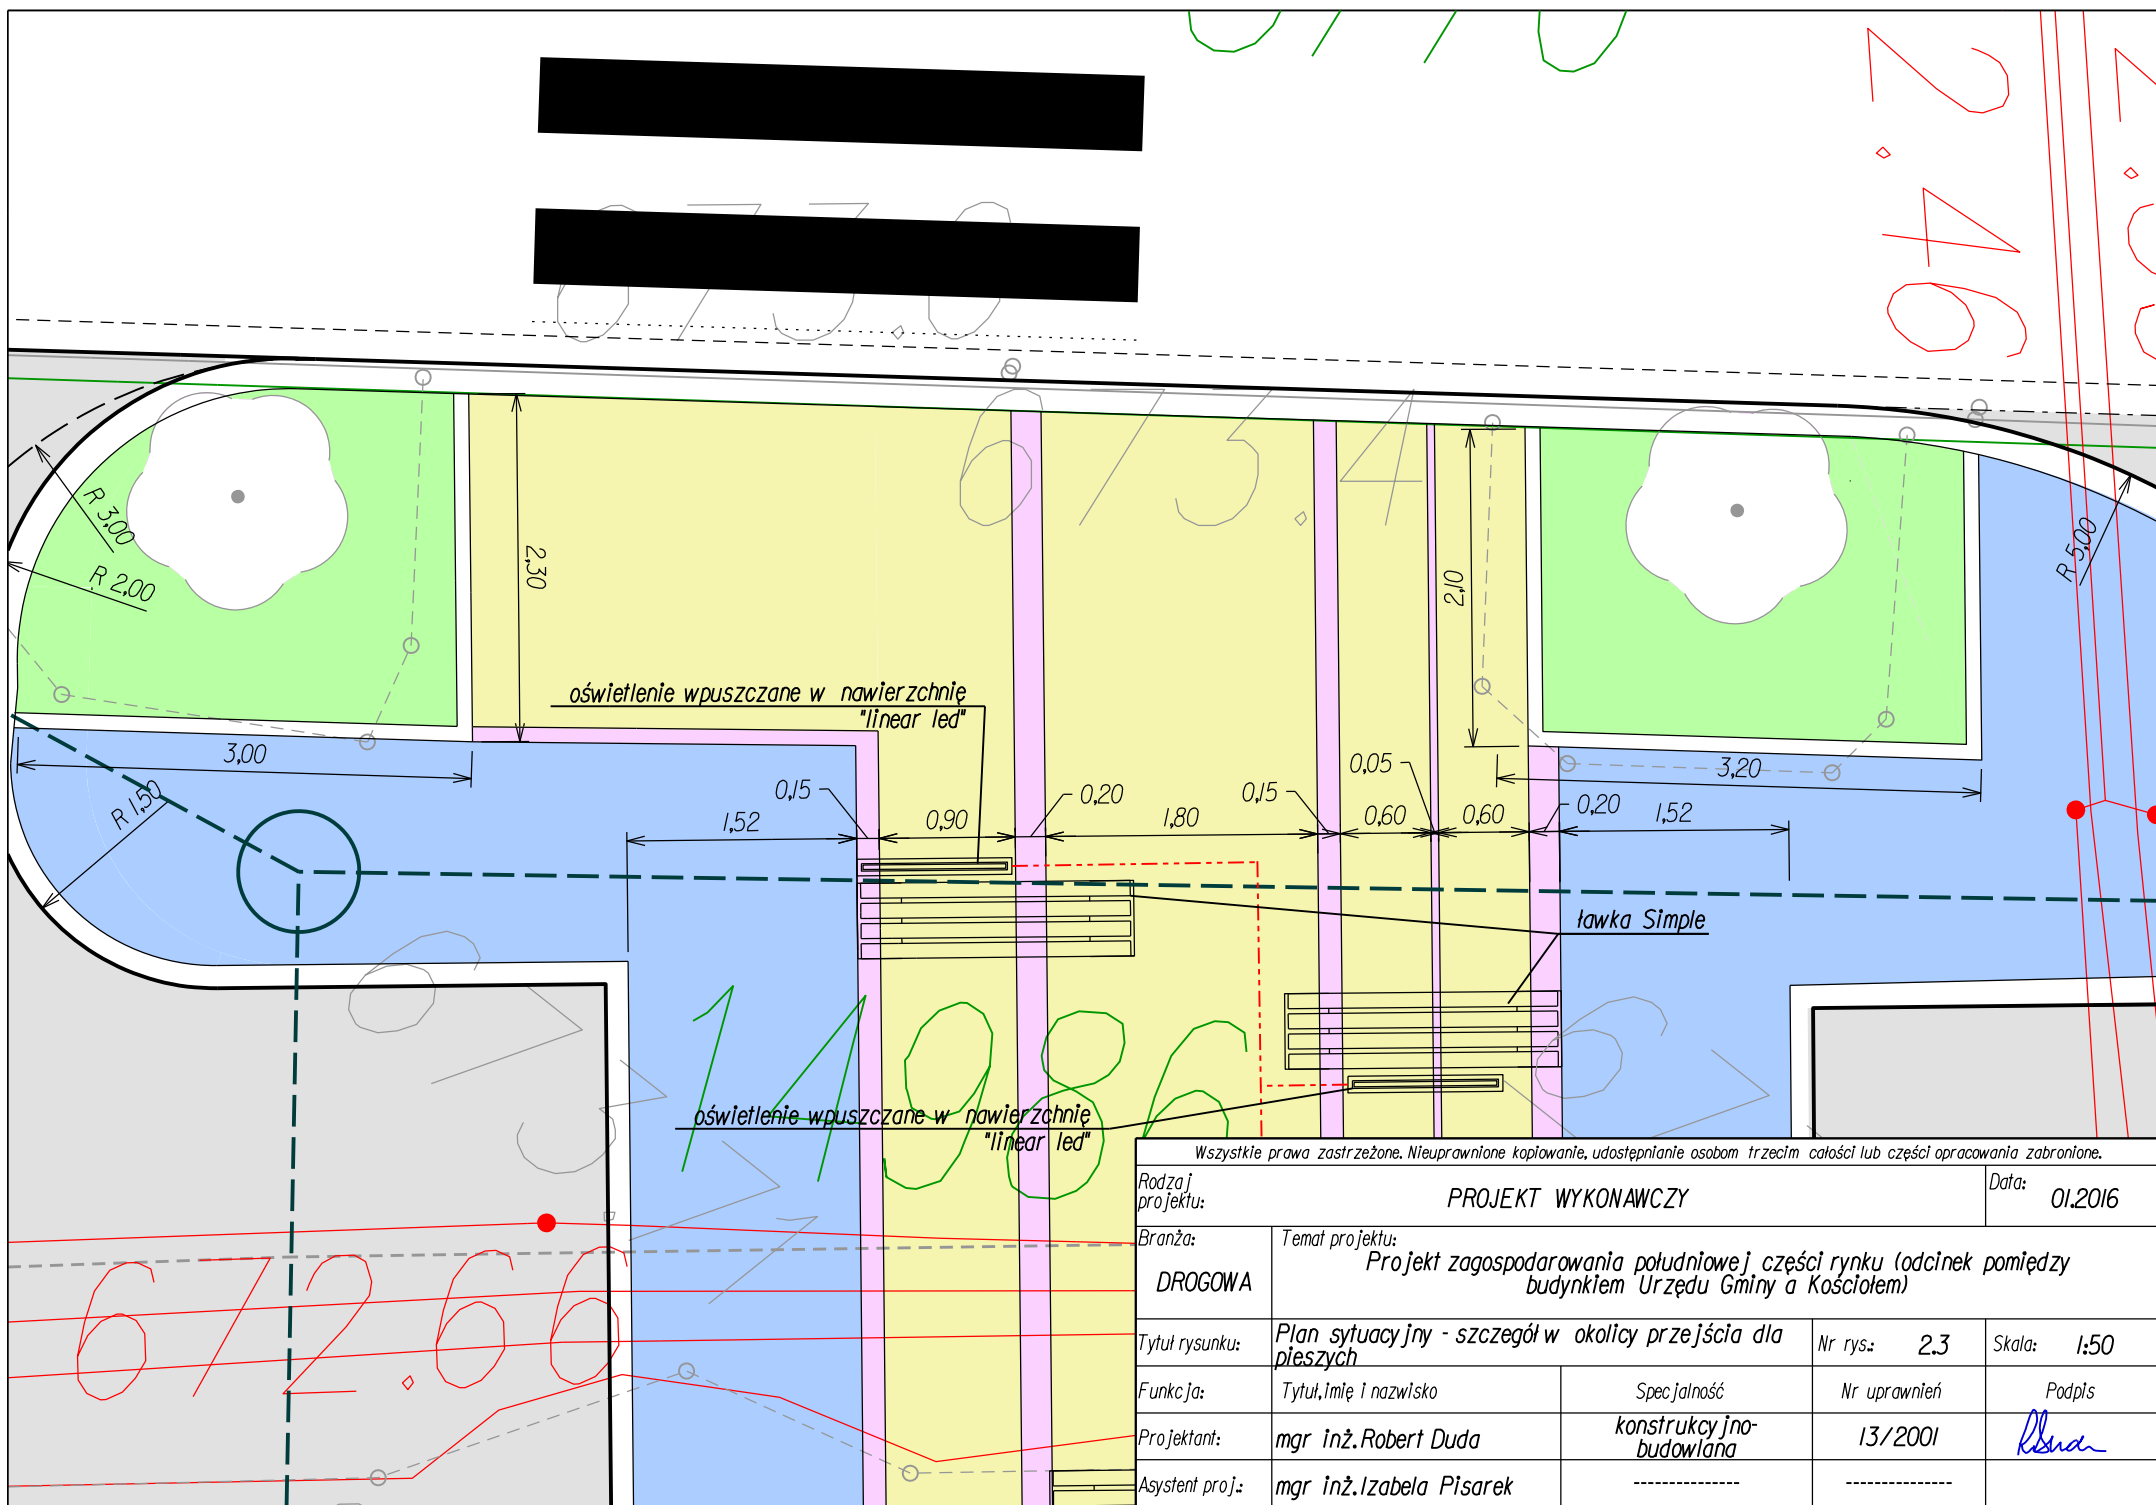 2.46
673.0
673.4
R 3,00
R 2,00
2,30
2,10
R 5,00
oświetlenie wpuszczane w nawierzchnię
"linear led"
3,00
3,20
R 1,50
0,15
0,90
0,20
0,15
0,05
0,20
1,52
1,80
0,60
0,60
1,52
ławka Simple
14986
oświetlenie wpuszczane w nawierzchnię
"linear led"
672.66
Wszystkie prawa zastrzeżone. Nieuprawnione kopiowanie, udostępnianie osobom trzecim całości lub części opracowania zabronione.
Rodzaj projektu:
PROJEKT WYKONAWCZY
Data:
01.2016
Branża:
DROGOWA
Temat projektu:
Projekt zagospodarowania południowej części rynku (odcinek pomiędzy
budynkiem Urzędu Gminy a Kościołem)
Tytuł rysunku:
Plan sytuacyjny - szczegół w okolicy przejścia dla
pieszych
Nr rys.: 2.3
Skala: 1:50
Funkcja:
Tytuł, imię i nazwisko
Specjalność
Nr uprawnień
Podpis
Projektant:
mgr inż. Robert Duda
konstrukcyjno-
budowlana
13/2001
Asystent proj.:
mgr inż. Izabela Pisarek
---------------
---------------